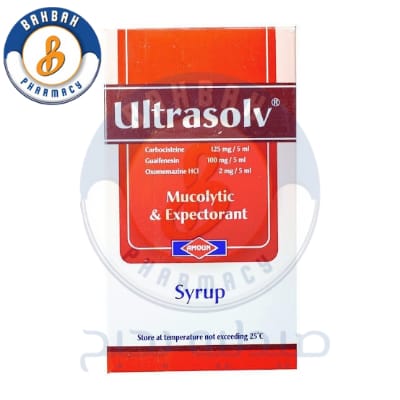 BAHBAH
PHARMACY
Ultrasolv®
Carbocisteine 125 mg / 5 ml
Guaifenesin 100 mg / 5 ml
Oxomemazine HCl 2 mg / 5 ml
Mucolytic
& Expectorant
AMOUN
PHARMACY
Syrup
Store at temperature not exceeding 25°C